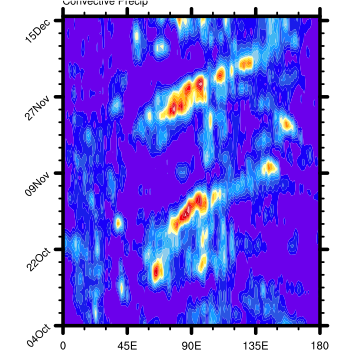 Convective Precip
15Dec
27Nov
09Nov
22Oct
04Oct
0 45E 90E 135E 180